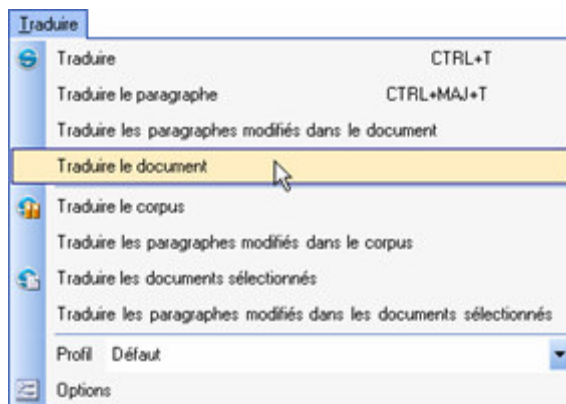 Traduire
Traduire CTRL+T
Traduire le paragraphe CTRL+MAJ+T
Traduire les paragraphes modifiés dans le document
Traduire le document
Traduire le corpus
Traduire les paragraphes modifiés dans le corpus
Traduire les documents sélectionnés
Traduire les paragraphes modifiés dans les documents sélectionnés
Profil Défaut
Options